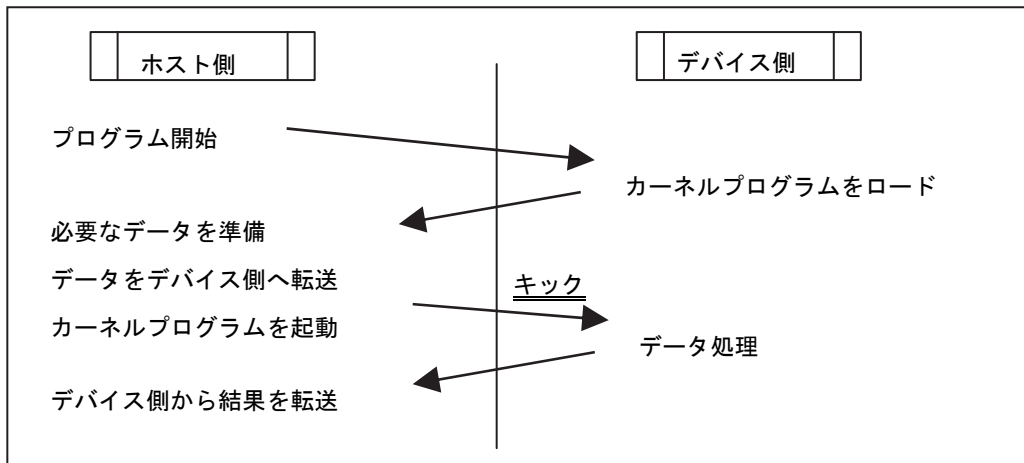 ホスト側
デバイス側
プログラム開始
カーネルプログラムをロード
必要なデータを準備
データをデバイス側へ転送
キック
カーネルプログラムを起動
データ処理
デバイス側から結果を転送